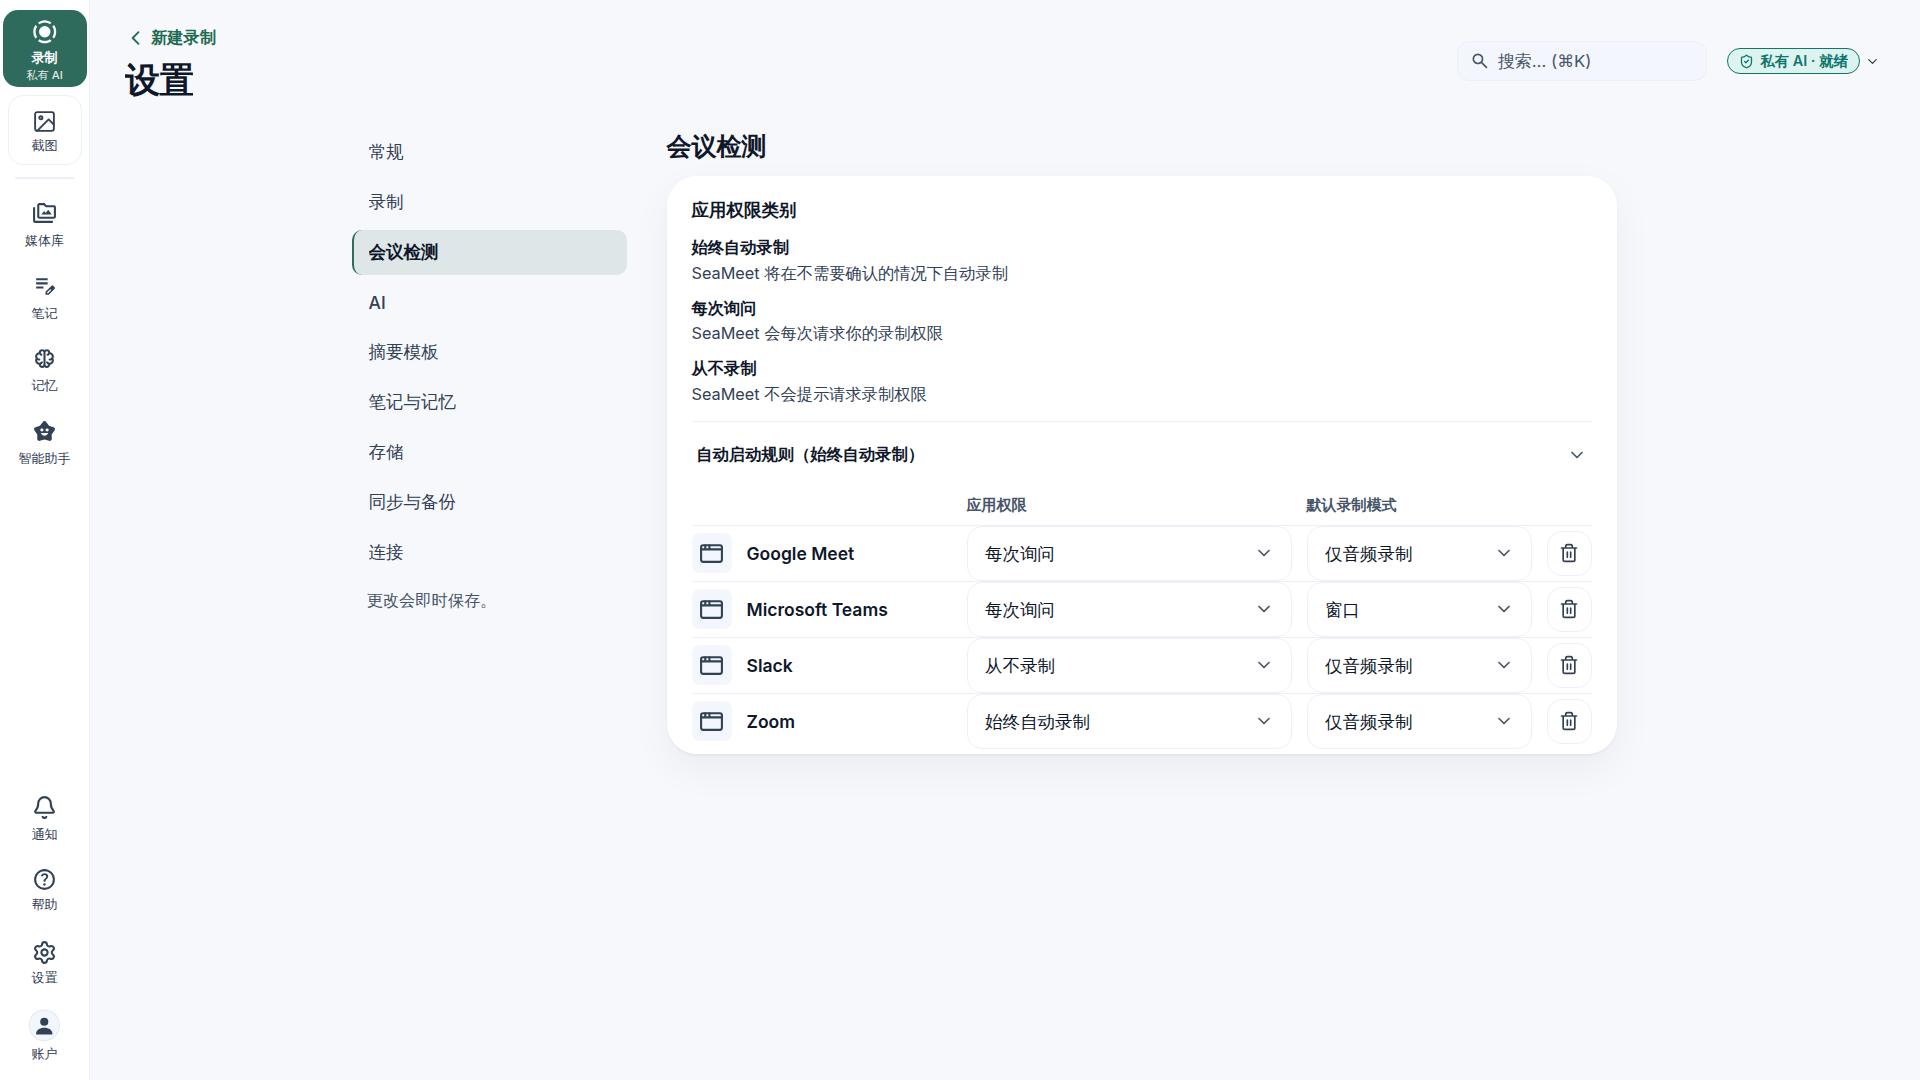 录制
私有 AI
截图
媒体库
笔记
记忆
智能助手
通知
帮助
设置
账户
新建录制
设置
搜索... (⌘K)
私有 AI · 就绪
常规
录制
会议检测
AI
摘要模板
笔记与记忆
存储
同步与备份
连接
更改会即时保存。
会议检测
应用权限类别
始终自动录制
SeaMeet 将在不需要确认的情况下自动录制
每次询问
SeaMeet 会每次请求你的录制权限
从不录制
SeaMeet 不会提示请求录制权限
自动启动规则（始终自动录制）
应用权限 默认录制模式
Google Meet 每次询问 仅音频录制
Microsoft Teams 每次询问 窗口
Slack 从不录制 仅音频录制
Zoom 始终自动录制 仅音频录制